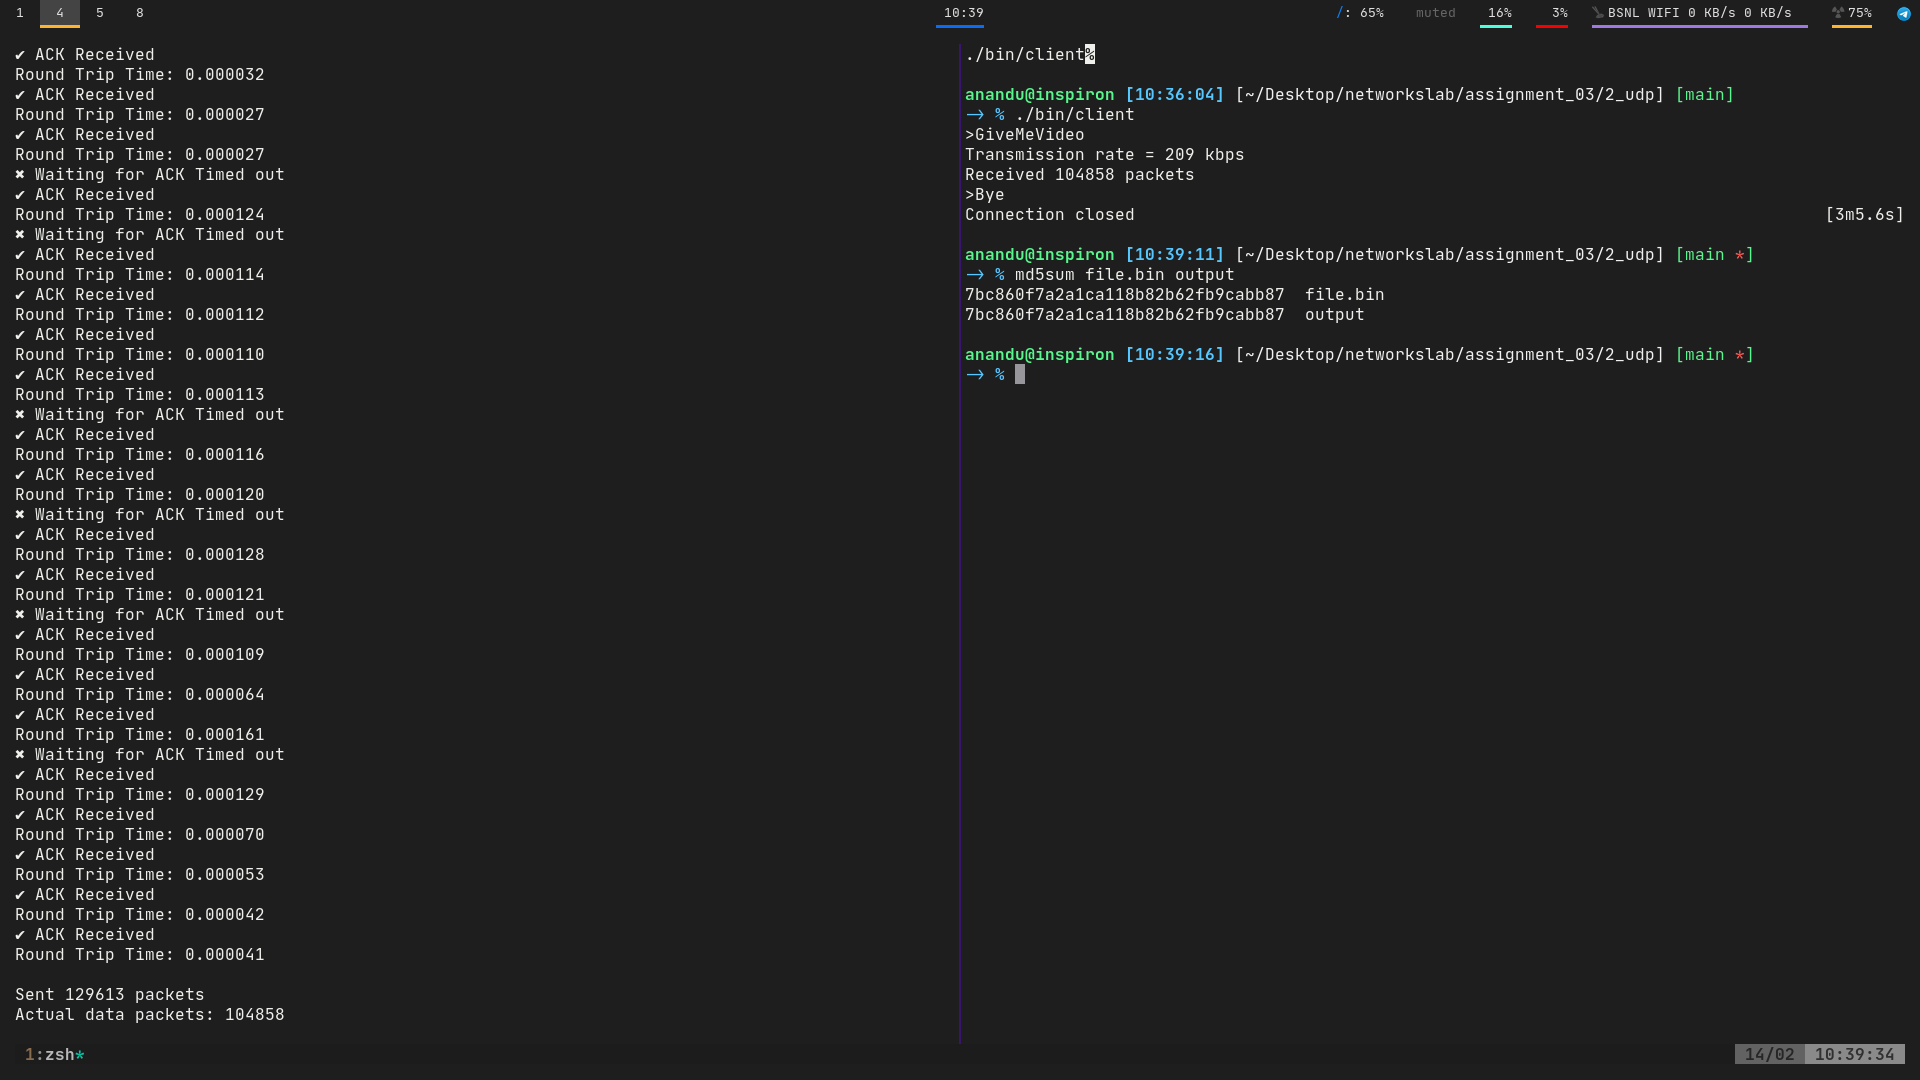 1 4 5 8 10:39 /: 65% muted 16% 3% BSNL WIFI 0 KB/s 0 KB/s 75%
✔ ACK Received
Round Trip Time: 0.000032
✔ ACK Received
Round Trip Time: 0.000027
✔ ACK Received
Round Trip Time: 0.000027
✖ Waiting for ACK Timed out
✔ ACK Received
Round Trip Time: 0.000124
✖ Waiting for ACK Timed out
✔ ACK Received
Round Trip Time: 0.000114
✔ ACK Received
Round Trip Time: 0.000112
✔ ACK Received
Round Trip Time: 0.000110
✔ ACK Received
Round Trip Time: 0.000113
✖ Waiting for ACK Timed out
✔ ACK Received
Round Trip Time: 0.000116
✔ ACK Received
Round Trip Time: 0.000120
✖ Waiting for ACK Timed out
✔ ACK Received
Round Trip Time: 0.000128
✔ ACK Received
Round Trip Time: 0.000121
✖ Waiting for ACK Timed out
✔ ACK Received
Round Trip Time: 0.000109
✔ ACK Received
Round Trip Time: 0.000064
✔ ACK Received
Round Trip Time: 0.000161
✖ Waiting for ACK Timed out
✔ ACK Received
Round Trip Time: 0.000129
✔ ACK Received
Round Trip Time: 0.000070
✔ ACK Received
Round Trip Time: 0.000053
✔ ACK Received
Round Trip Time: 0.000042
✔ ACK Received
Round Trip Time: 0.000041
Sent 129613 packets
Actual data packets: 104858
./bin/client%
anandu@inspiron [10:36:04] [~/Desktop/networkslab/assignment_03/2_udp] [main]
-> % ./bin/client
>GiveMeVideo
Transmission rate = 209 kbps
Received 104858 packets
>Bye
Connection closed [3m5.6s]
anandu@inspiron [10:39:11] [~/Desktop/networkslab/assignment_03/2_udp] [main *]
-> % md5sum file.bin output
7bc860f7a2a1ca118b82b62fb9cabb87 file.bin
7bc860f7a2a1ca118b82b62fb9cabb87 output
anandu@inspiron [10:39:16] [~/Desktop/networkslab/assignment_03/2_udp] [main *]
-> %
1:zsh* 14/02 10:39:34